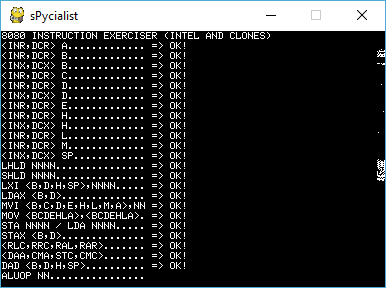 sPycialist
8080 INSTRUCTION EXERCISER (INTEL AND CLONES)
<INR,DCR> A............. => OK!
<INR,DCR> B............. => OK!
<INX,DCX> B............. => OK!
<INR,DCR> C............. => OK!
<INR,DCR> D............. => OK!
<INX,DCX> D............. => OK!
<INR,DCR> E............. => OK!
<INR,DCR> H............. => OK!
<INX,DCX> H............. => OK!
<INR,DCR> L............. => OK!
<INR,DCR> M............. => OK!
<INX,DCX> SP............ => OK!
LHLD NNNN............... => OK!
SHLD NNNN............... => OK!
LXI <B,D,H,SP>,NNNN..... => OK!
LDAX <B,D>.............. => OK!
MVI <B,C,D,E,H,L,M,A>,NN => OK!
MOV <BCDEHLA>,<BCDEHLA>. => OK!
STA NNNN / LDA NNNN..... => OK!
STAX <B,D>.............. => OK!
<RLC,RRC,RAL,RAR>....... => OK!
<DAA,CMA,STC,CMC>....... => OK!
DAD <B,D,H,SP>.......... => OK!
ALUOP NN................